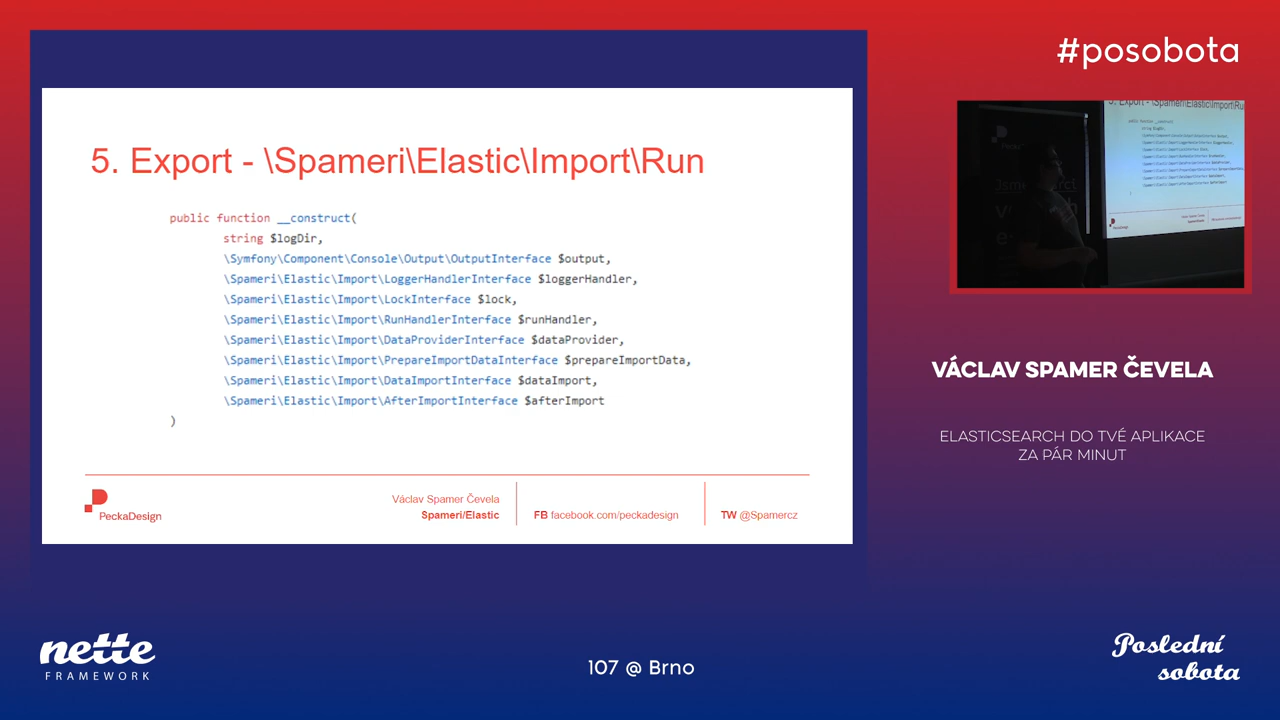 #posobota
5. Export - \Spameri\Elastic\Import\Run
public function __construct(
string $logDir,
\Symfony\Component\Console\Output\OutputInterface $output,
\Spameri\Elastic\Import\LoggerHandlerInterface $loggerHandler,
\Spameri\Elastic\Import\LockInterface $lock,
\Spameri\Elastic\Import\RunHandlerInterface $runHandler,
\Spameri\Elastic\Import\DataProviderInterface $dataProvider,
\Spameri\Elastic\Import\PrepareImportDataInterface $prepareImportData,
\Spameri\Elastic\Import\DataImportInterface $dataImport,
\Spameri\Elastic\Import\AfterImportInterface $afterImport
)
PeckaDesign
Václav Spamer Čevela
Spameri/Elastic
FB facebook.com/peckadesign
TW @Spamercz
VÁCLAV SPAMER ČEVELA
ELASTICSEARCH DO TVÉ APLIKACE
ZA PÁR MINUT
nette
FRAMEWORK
107 @ Brno
Poslední
sobota